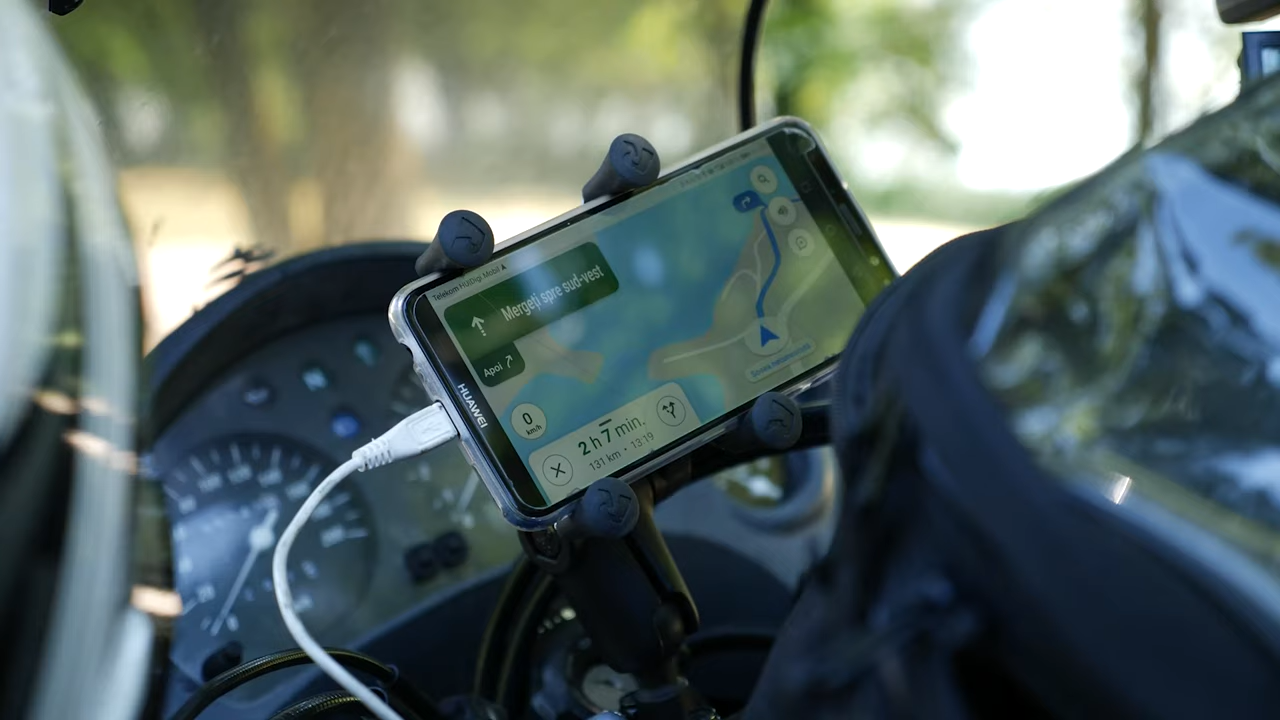 Telekom HU/Digi.Mobil
Mergeți spre sud-vest
Apoi
HUAWEI
0
km/h
2 h 7 min.
131 km • 13:19
N